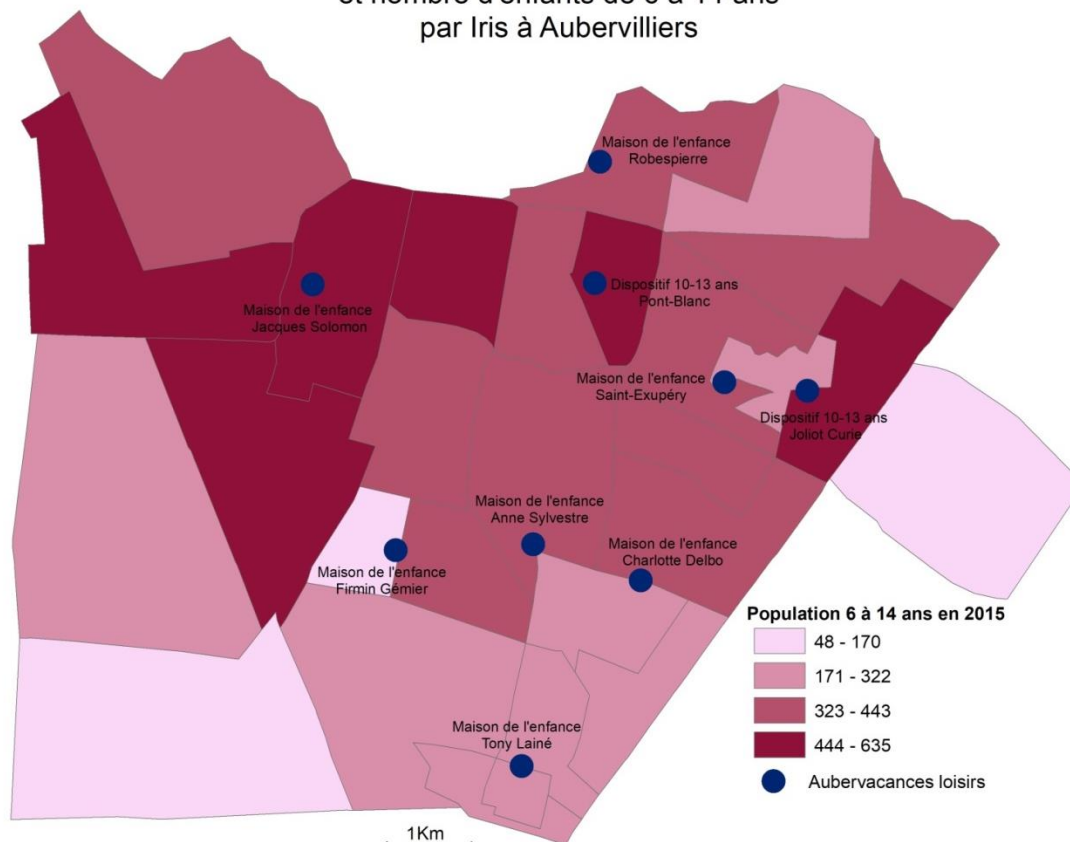 par Iris à Aubervilliers
Maison de l'enfance
Robespierre
Dispositif 10-13 ans
Pont-Blanc
Maison de l'enfance
Jacques Solomon
Maison de l'enfance
Saint-Exupéry
Dispositif 10-13 ans
Joliot Curie
Maison de l'enfance
Anne Sylvestre
Maison de l'enfance
Charlotte Delbo
Maison de l'enfance
Firmin Gémier
Maison de l'enfance
Tony Lainé
Population 6 à 14 ans en 2015
48 - 170
171 - 322
323 - 443
444 - 635
Aubervacances loisirs
1Km